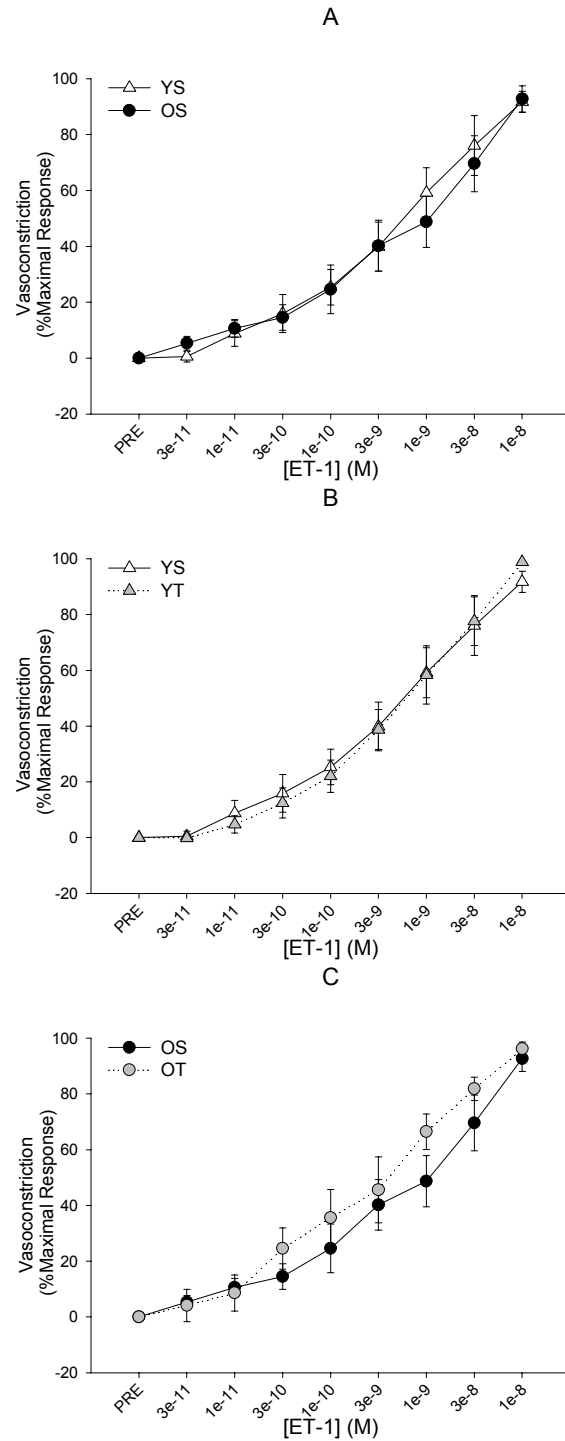 A
100
80
60
40
20
0
-20
Vasoconstriction
(%Maximal Response)
YS
OS
PRE
3e-11
1e-11
3e-10
1e-10
3e-9
1e-9
3e-8
1e-8
[ET-1] (M)
B
100
80
60
40
20
0
-20
Vasoconstriction
(%Maximal Response)
YS
YT
PRE
3e-11
1e-11
3e-10
1e-10
3e-9
1e-9
3e-8
1e-8
[ET-1] (M)
C
100
80
60
40
20
0
-20
Vasoconstriction
(%Maximal Response)
OS
OT
PRE
3e-11
1e-11
3e-10
1e-10
3e-9
1e-9
3e-8
1e-8
[ET-1] (M)